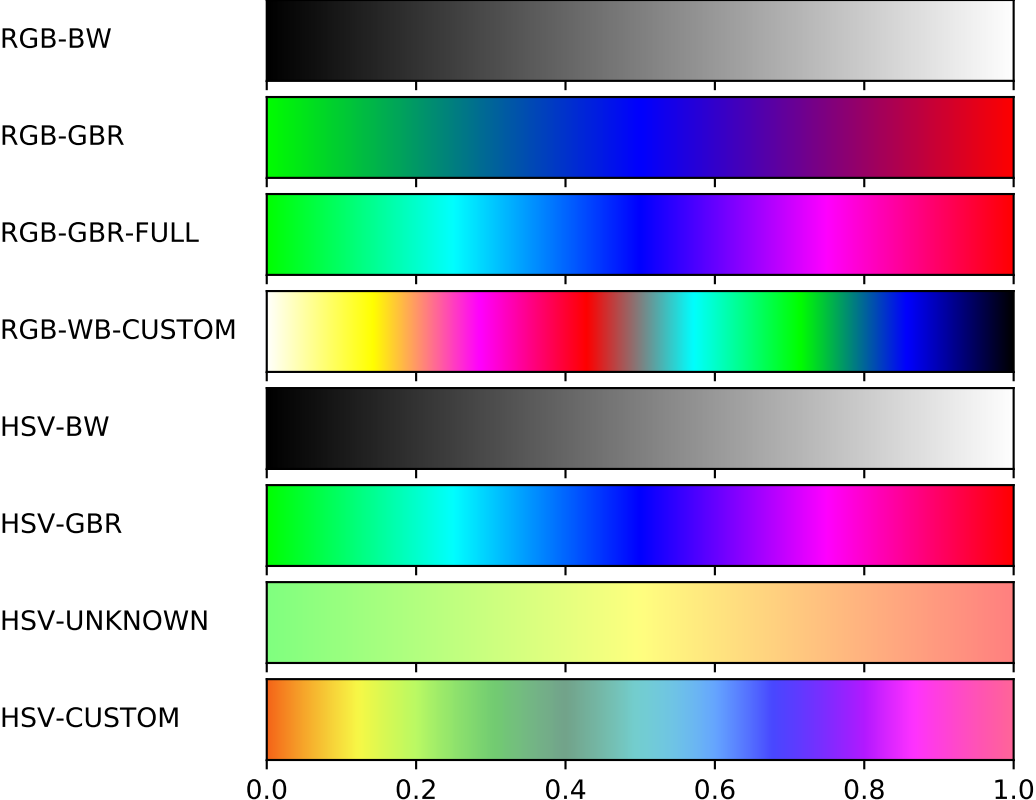 RGB-BW
RGB-GBR
RGB-GBR-FULL
RGB-WB-CUSTOM
HSV-BW
HSV-GBR
HSV-UNKNOWN
HSV-CUSTOM
0.0 0.2 0.4 0.6 0.8 1.0